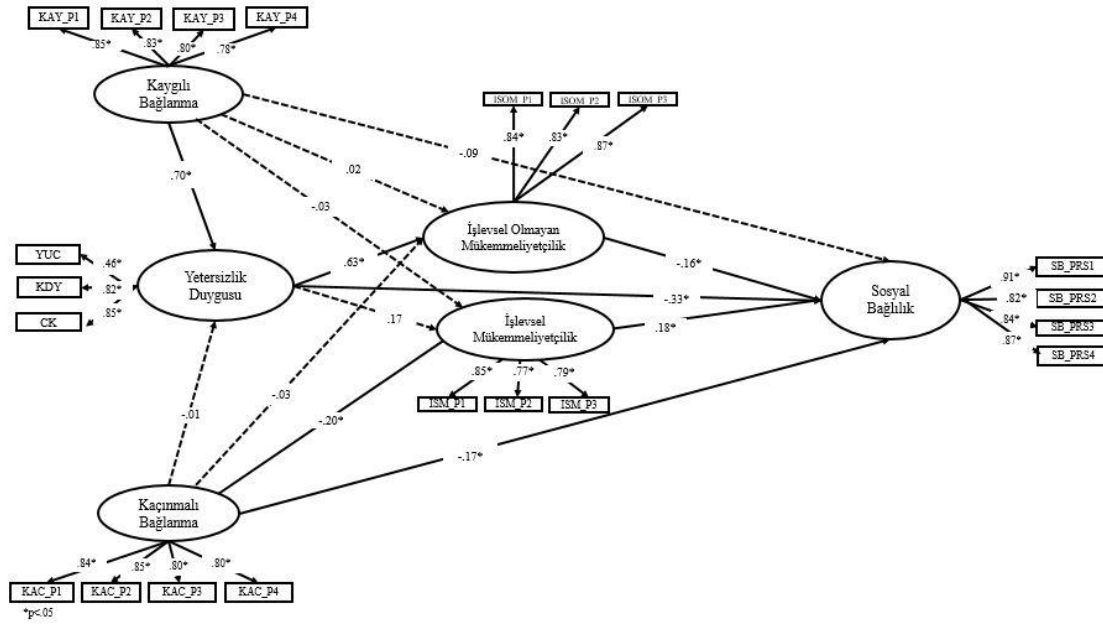 KAY_P1 KAY_P2 KAY_P3 KAY_P4
.85* .83* .80* .78*
Kaygılı
Bağlanma
ISOM_P1 ISOM_P2 ISOM_P3
.84* .83* .87*
-.09
.02
.70*
-.03
İşlevsel Olmayan
Mükemmeliyetçilik
YUC
KDY
CK
.46*
.82*
.85*
Yetersizlik
Duygusu
.63*
-.16*
-.33*
.17
.18*
Sosyal
Bağlılık
.91*
.82*
.84*
.87*
SB_PRS1
SB_PRS2
SB_PRS3
SB_PRS4
İşlevsel
Mükemmeliyetçilik
.85* .77* .79*
ISM_P1 ISM_P2 ISM_P3
-.01
-.03
-.20*
-.17*
Kaçınmalı
Bağlanma
.84* .85* .80* .80*
KAC_P1 KAC_P2 KAC_P3 KAC_P4
*p<.05